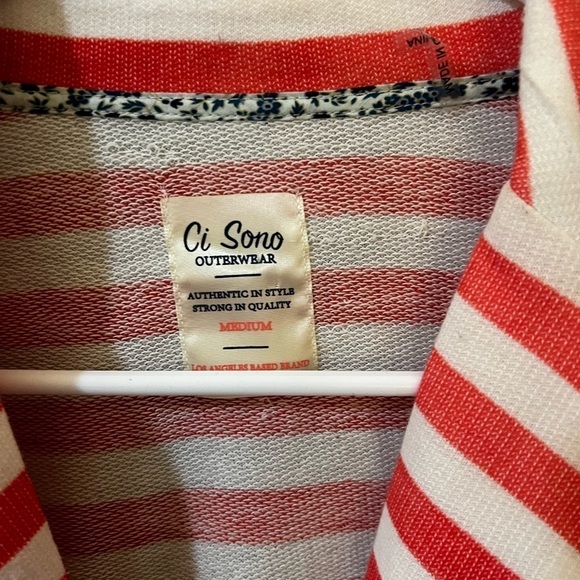 MADE IN CHINA
Ci Sono
OUTERWEAR
AUTHENTIC IN STYLE
STRONG IN QUALITY
MEDIUM
LOS ANGELES BASED BRAND